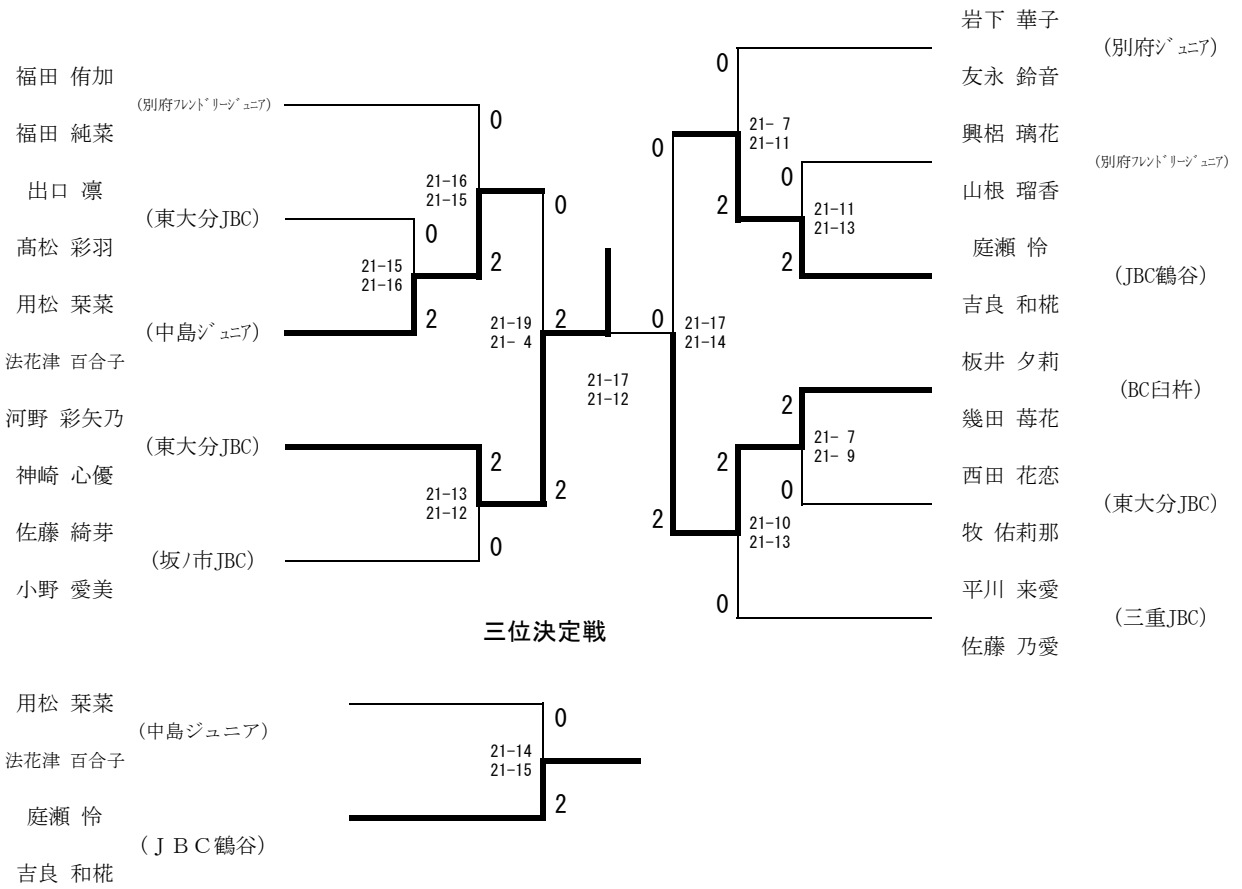 福田 侑加
(別府フレンドリージュニア)
福田 純菜
出口 凛
(東大分JBC)
髙松 彩羽
用松 栞菜
(中島ジュニア)
法花津 百合子
河野 彩矢乃
(東大分JBC)
神崎 心優
佐藤 綺芽
(坂ノ市JBC)
小野 愛美
0
21-16
21-15
0
21-15
21-16
2
2
0
21-19
21- 4
2
2
21-13
21-12
0
2
21-17
21-12
0
岩下 華子
(別府ジュニア)
友永 鈴音
興梠 璃花
(別府フレンドリージュニア)
山根 瑠香
庭瀬 怜
(JBC鶴谷)
吉良 和椛
板井 夕莉
(BC臼杵)
幾田 苺花
西田 花恋
(東大分JBC)
牧 佑莉那
平川 来愛
(三重JBC)
佐藤 乃愛
0
21- 7
21-11
0
0
2
21-11
21-13
2
21-17
21-14
2
21- 7
21- 9
2
0
2
21-10
21-13
0
三位決定戦
用松 栞菜
(中島ジュニア)
法花津 百合子
庭瀬 怜
(ＪＢＣ鶴谷)
吉良 和椛
0
21-14
21-15
2